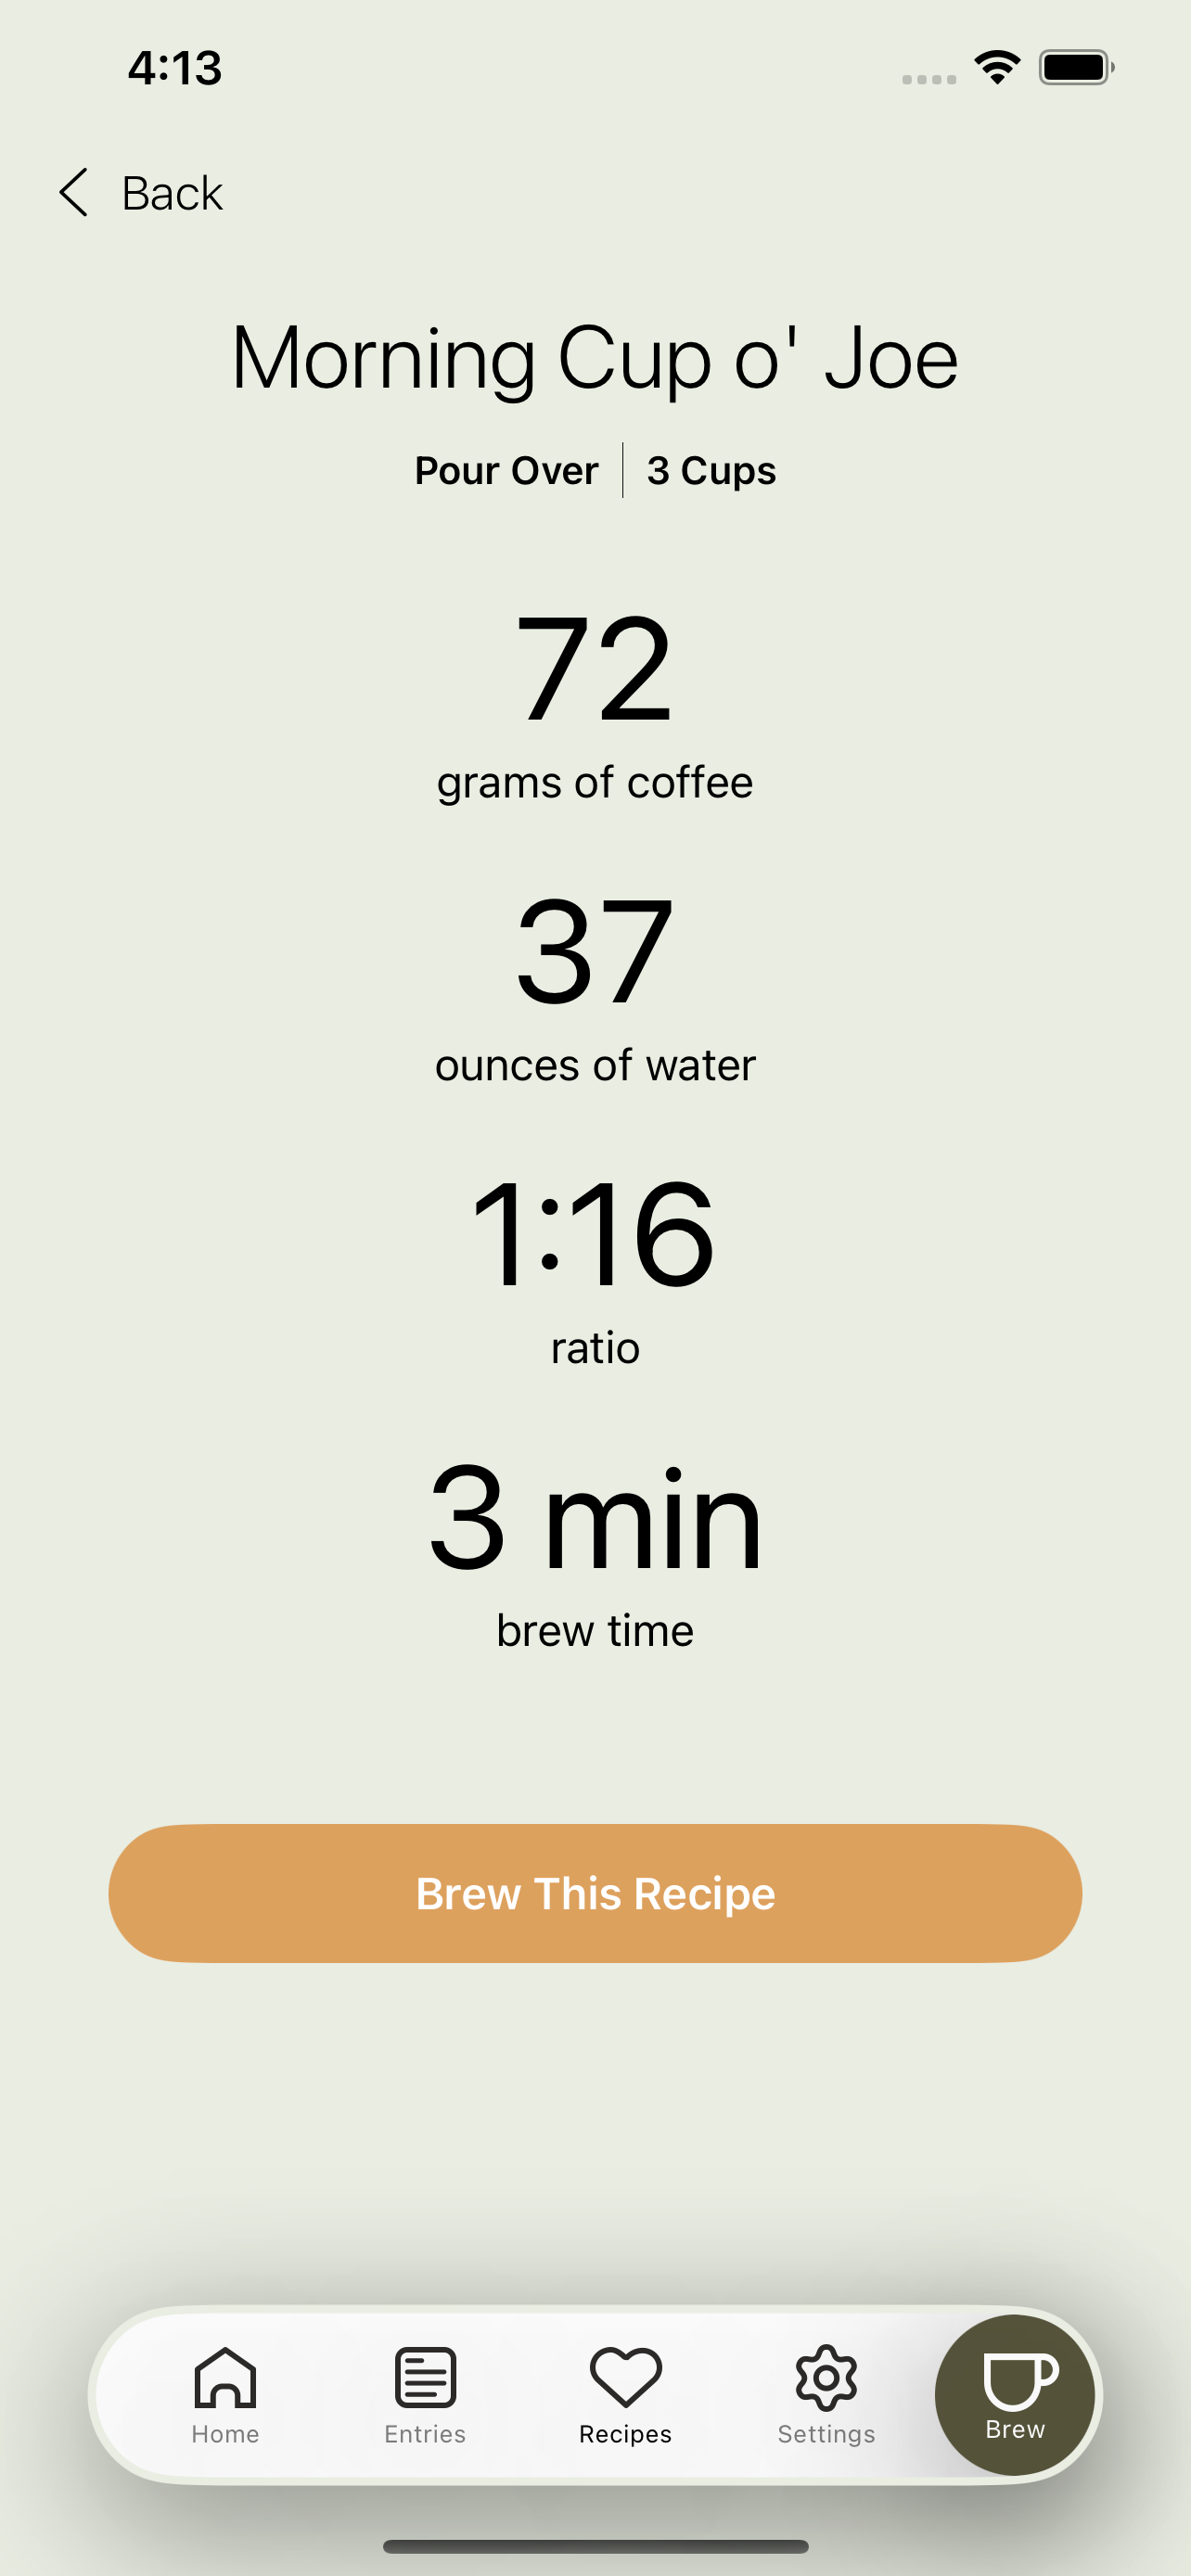 4:13
Back
Morning Cup o' Joe
Pour Over | 3 Cups
72
grams of coffee
37
ounces of water
1:16
ratio
3 min
brew time
Brew This Recipe
Home Entries Recipes Settings Brew